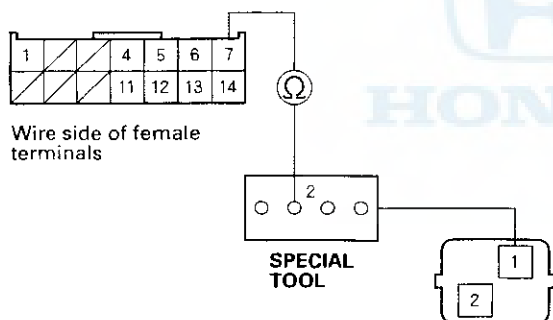 1 4 5 6 7
11 12 13 14
Ω
Wire side of female
terminals
2
SPECIAL
TOOL
1
2
HON